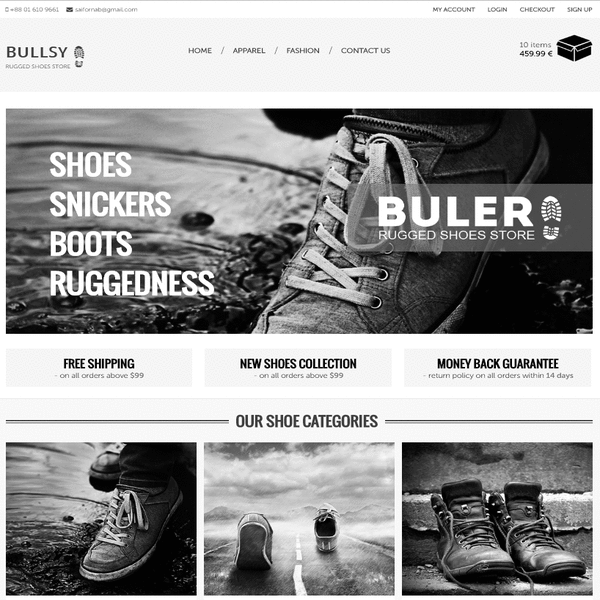 +88 01 610 9661 saifornab@gmail.com
MY ACCOUNT LOGIN CHECKOUT SIGN UP
BULLSY
RUGGED SHOES STORE
HOME / APPAREL / FASHION / CONTACT US
10 items
459.99 €
SHOES
SNICKERS
BOOTS
RUGGEDNESS
BULER
RUGGED SHOES STORE
FREE SHIPPING
- on all orders above $99
NEW SHOES COLLECTION
- on all orders above $99
MONEY BACK GUARANTEE
- return policy on all orders within 14 days
OUR SHOE CATEGORIES